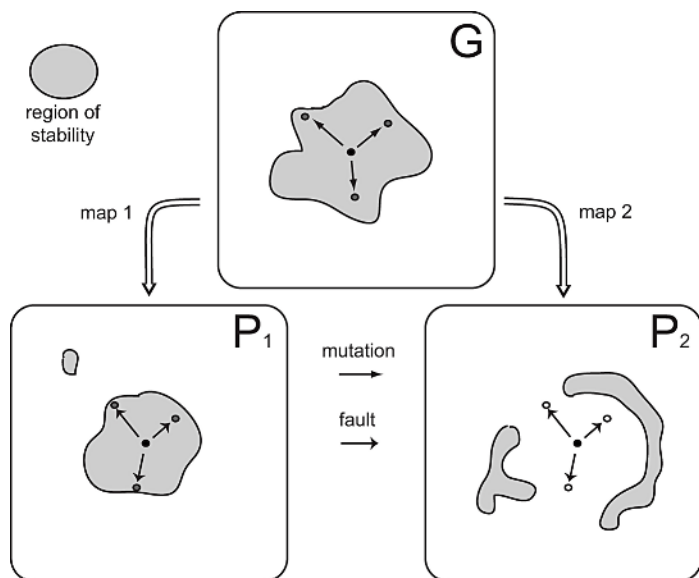 G
region of
stability
map 1
map 2
P1
mutation
fault
P2